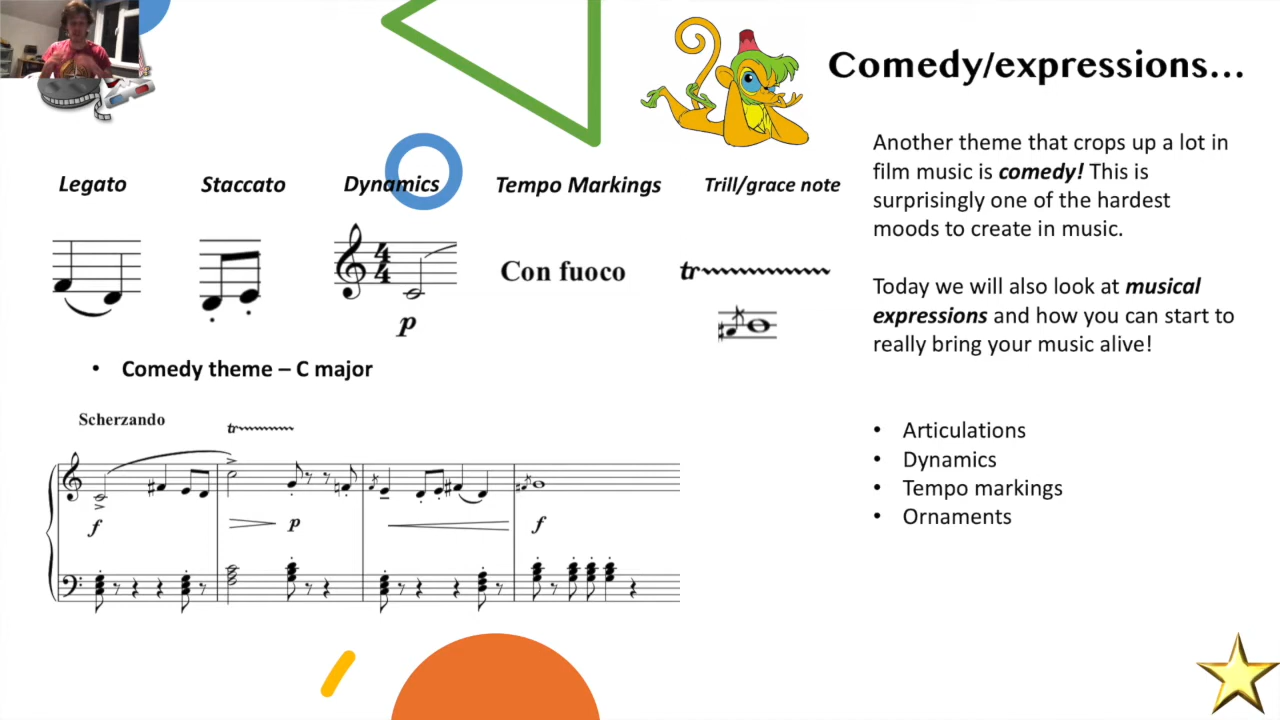 Comedy/expressions...
Legato
Staccato
Dynamics
Tempo Markings
Trill/grace note
4
4
p
Con fuoco
tr
• Comedy theme – C major
Scherzando
tr
f
p
f
Another theme that crops up a lot in
film music is comedy! This is
surprisingly one of the hardest
moods to create in music.
Today we will also look at musical
expressions and how you can start to
really bring your music alive!
• Articulations
• Dynamics
• Tempo markings
• Ornaments